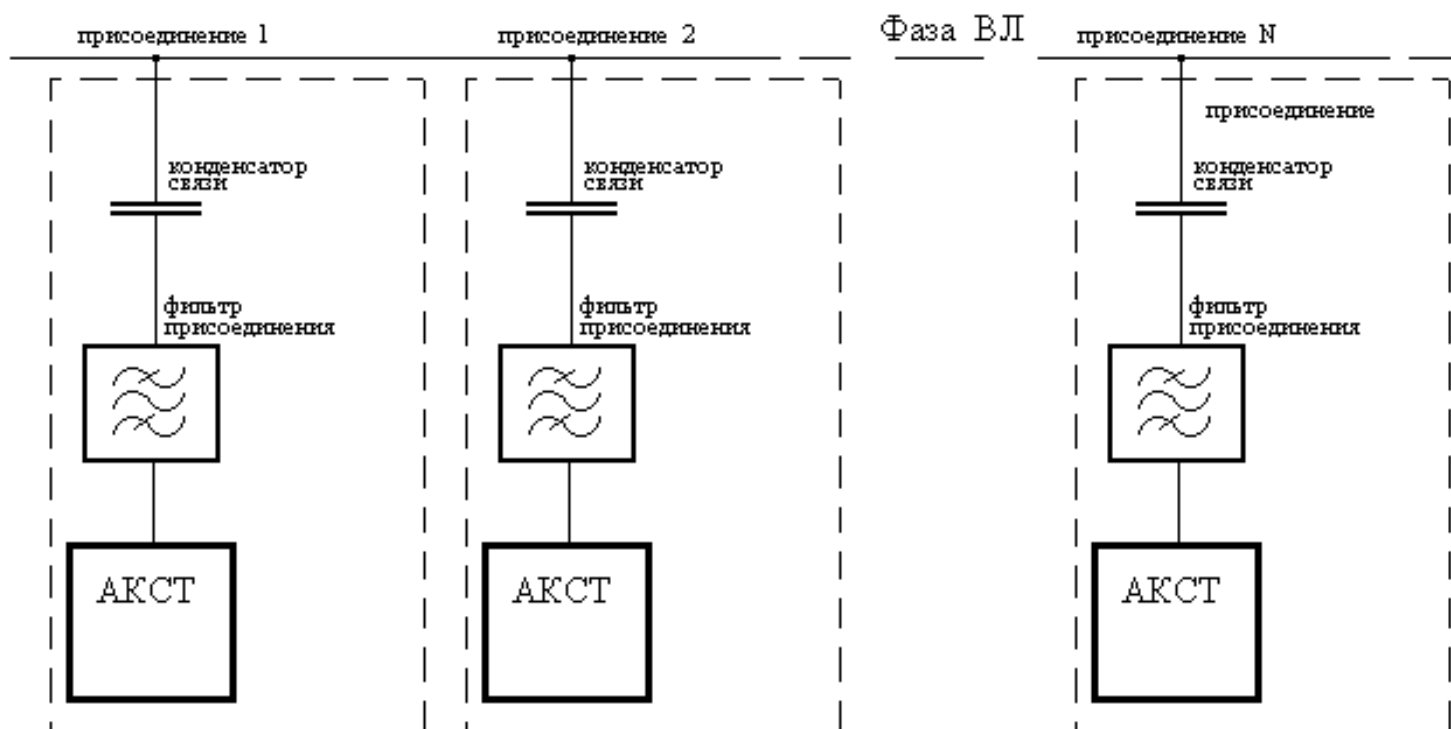 присоединение 1
присоединение 2
Фаза ВЛ
присоединение N
присоединение
конденсатор
связи
конденсатор
связи
конденсатор
связи
фильтр
присоединения
фильтр
присоединения
фильтр
присоединения
АКСТ
АКСТ
АКСТ